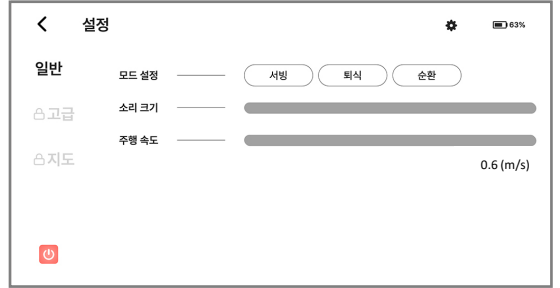 설정
63%
일반
모드 설정 서빙 퇴식 순환
고급
소리 크기
주행 속도
지도
0.6 (m/s)